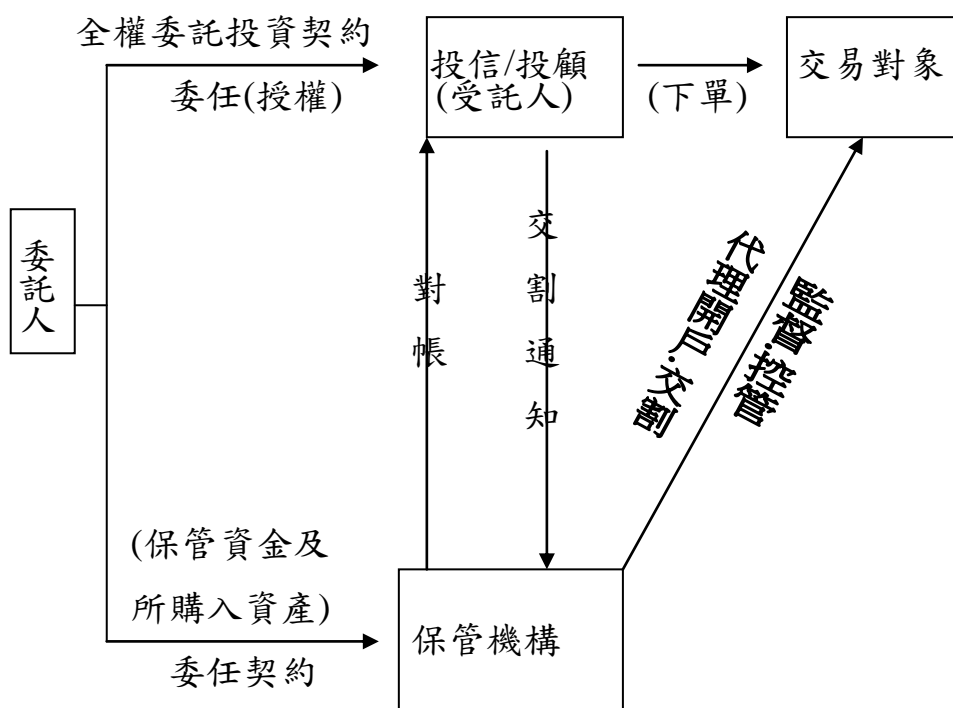 全權委託投資契約
委任(授權)
投信/投顧
(受託人)
(下單)
交易對象
委託人
對帳
交割通知
代理開戶.交割
監督.控管
(保管資金及
所購入資產)
委任契約
保管機構